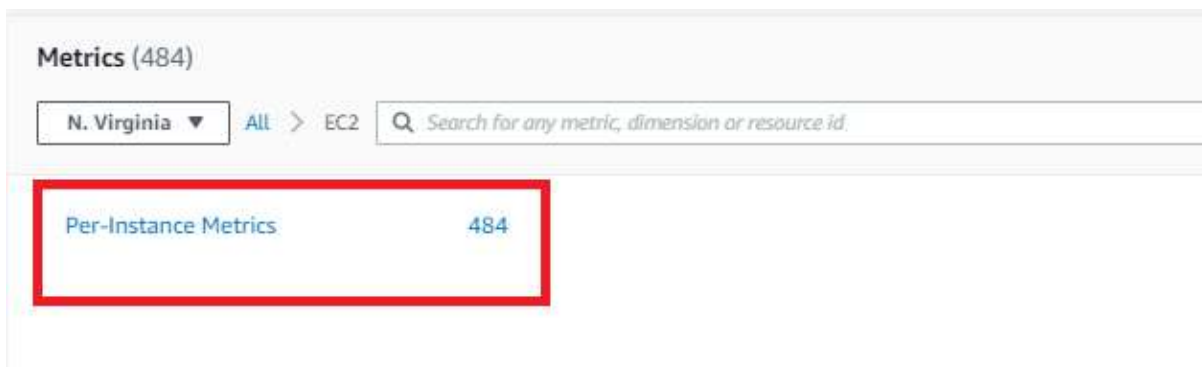 Metrics (484)
N. Virginia ▼ All > EC2 Search for any metric, dimension or resource id
Per-Instance Metrics 484